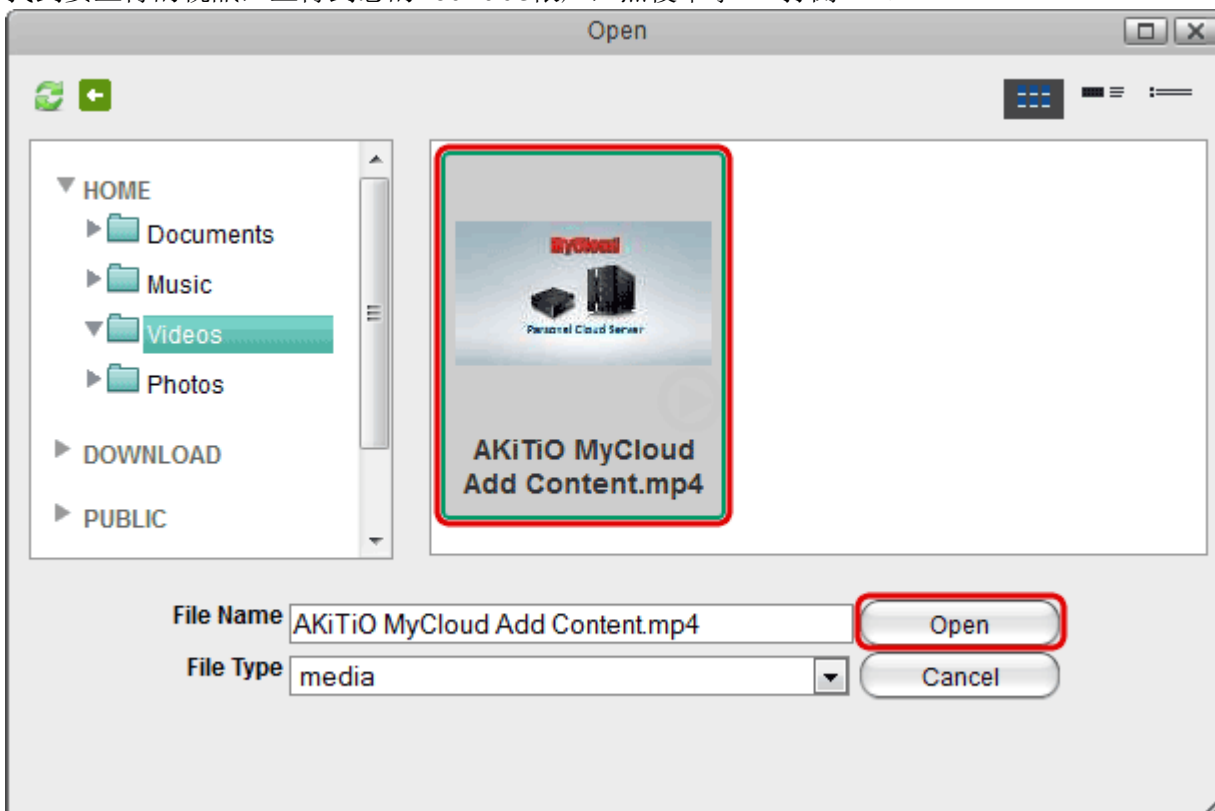 Open
HOME
Documents
Music
Videos
Photos
DOWNLOAD
PUBLIC
MyCloud
Personal Cloud Server
AKiTiO MyCloud
Add Content.mp4
File Name AKiTiO MyCloud Add Content.mp4 Open
File Type media Cancel